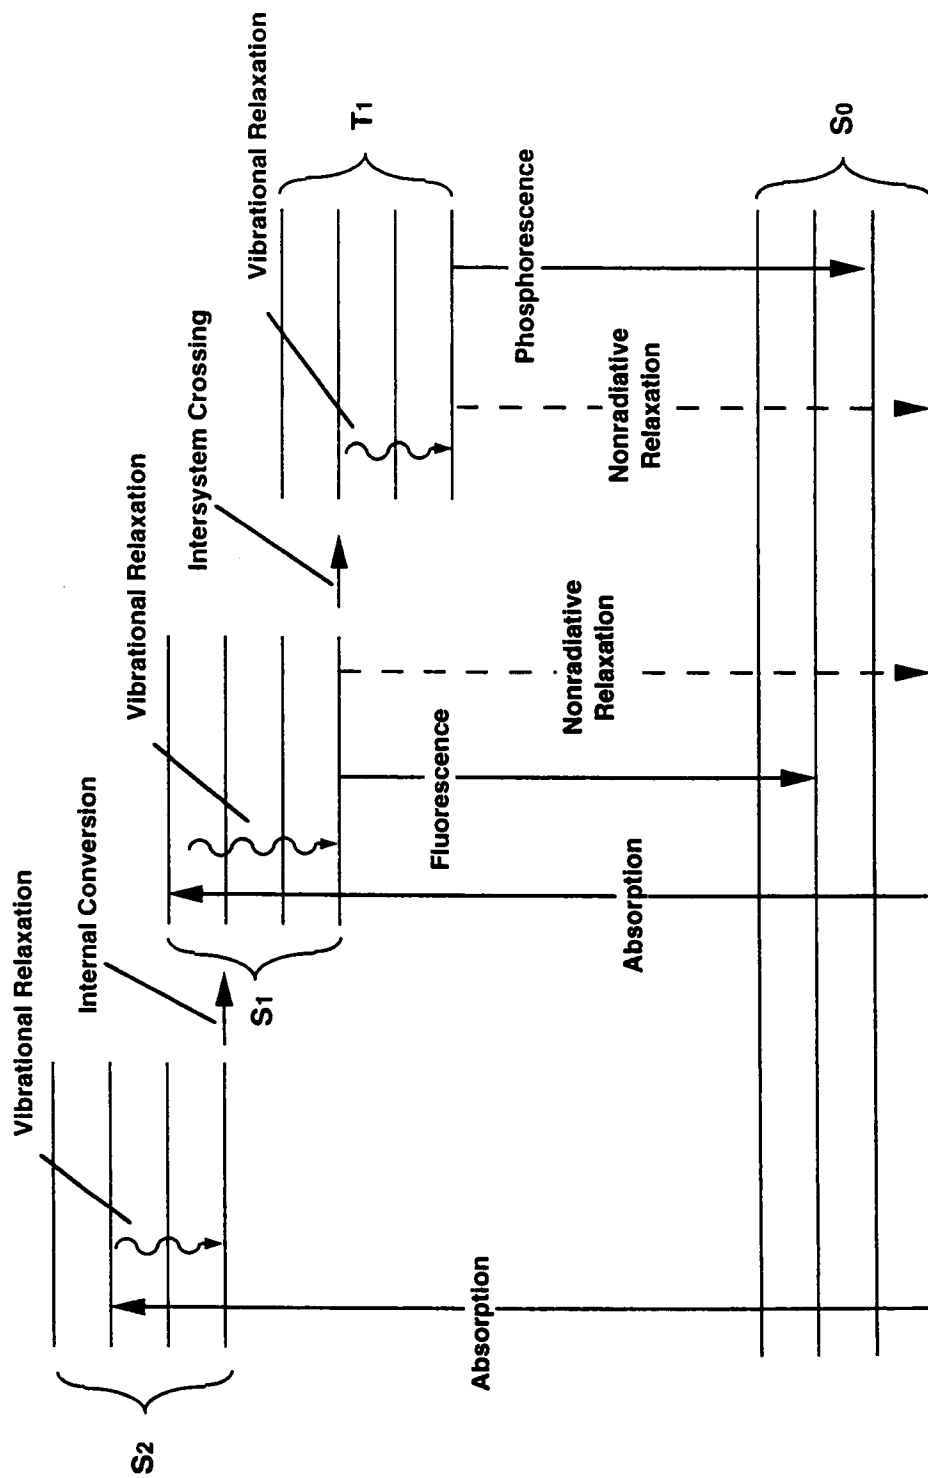 S2
Vibrational Relaxation
Internal Conversion
S1
Vibrational Relaxation
Intersystem Crossing
Vibrational Relaxation
T1
Absorption
Absorption
Fluorescence
Nonradiative
Relaxation
Nonradiative
Relaxation
Phosphorescence
S0